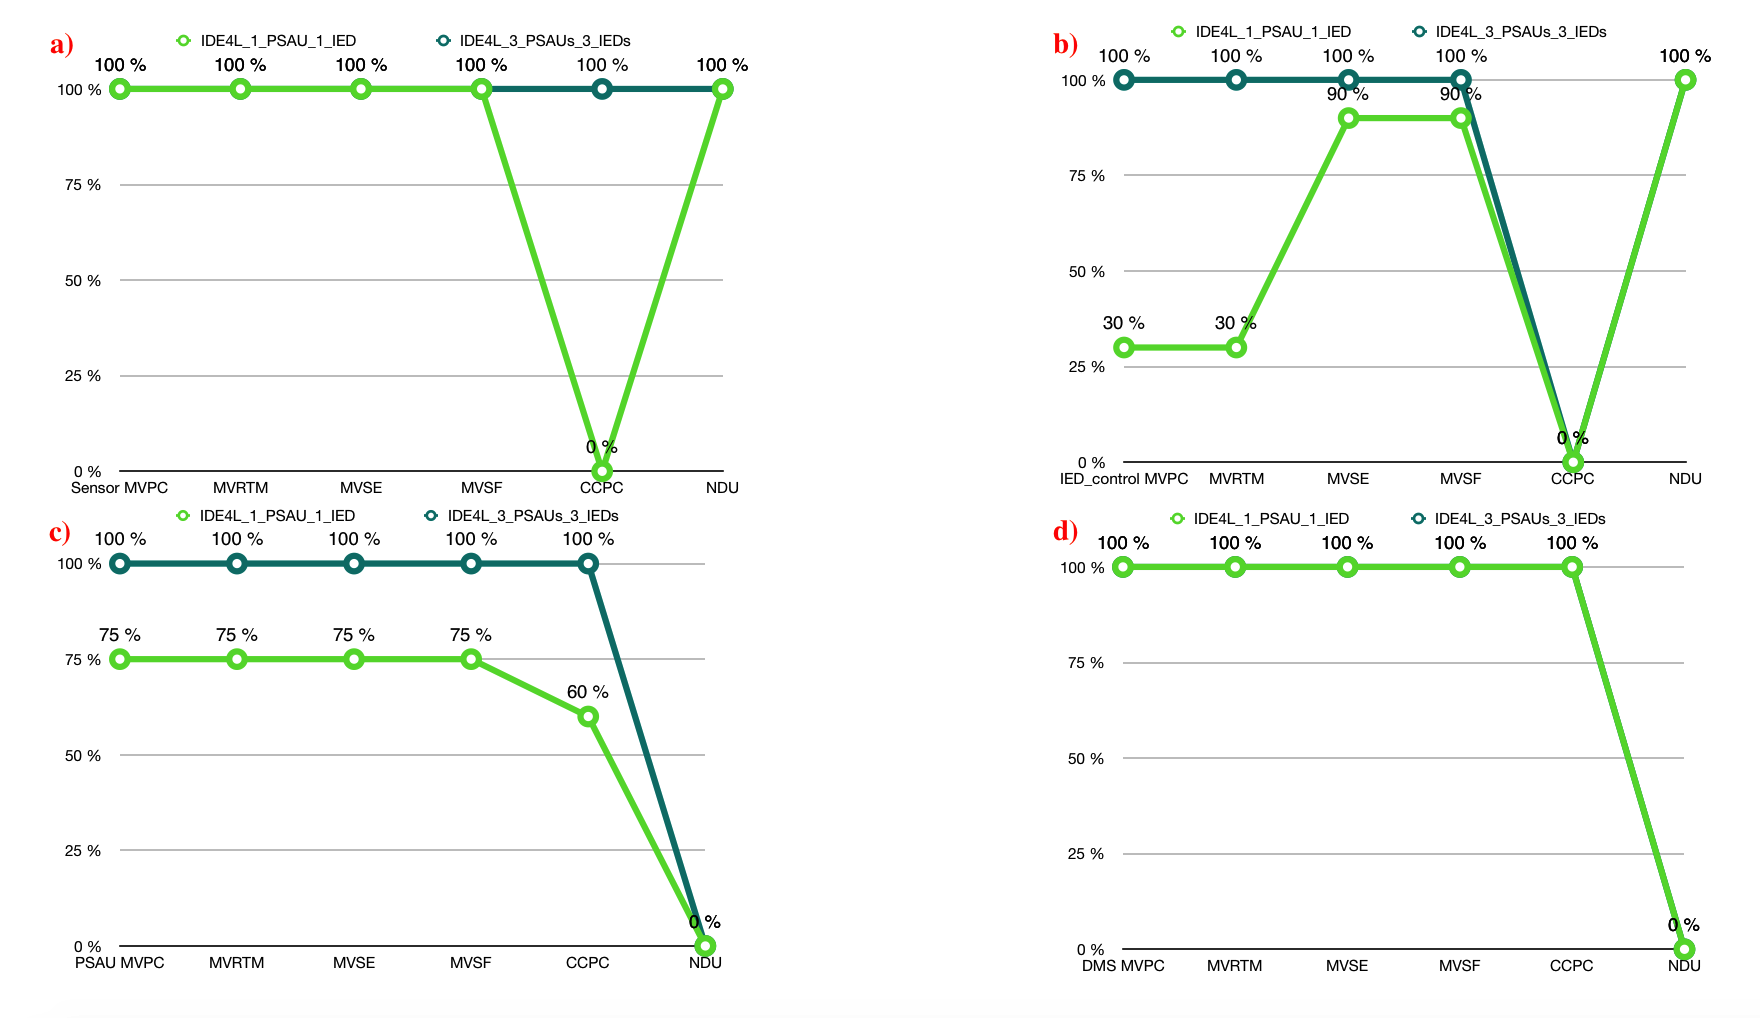 a)
IDE4L_1_PSAU_1_IED IDE4L_3_PSAUs_3_IEDs
100 % 100 % 100 % 100 % 100 % 100 %
100 %
75 %
50 %
25 %
0 %
0 %
Sensor MVPC MVRTM MVSE MVSF CCPC NDU
b)
IDE4L_1_PSAU_1_IED IDE4L_3_PSAUs_3_IEDs
100 % 100 % 100 % 100 % 100 %
100 %
90 % 90 %
75 %
50 %
30 % 30 %
25 %
0 %
0 %
IED_control MVPC MVRTM MVSE MVSF CCPC NDU
c)
IDE4L_1_PSAU_1_IED IDE4L_3_PSAUs_3_IEDs
100 % 100 % 100 % 100 % 100 %
100 %
75 % 75 % 75 % 75 %
75 %
60 %
50 %
25 %
0 %
0 %
PSAU MVPC MVRTM MVSE MVSF CCPC NDU
d)
IDE4L_1_PSAU_1_IED IDE4L_3_PSAUs_3_IEDs
100 % 100 % 100 % 100 % 100 %
100 %
75 %
50 %
25 %
0 %
0 %
DMS MVPC MVRTM MVSE MVSF CCPC NDU